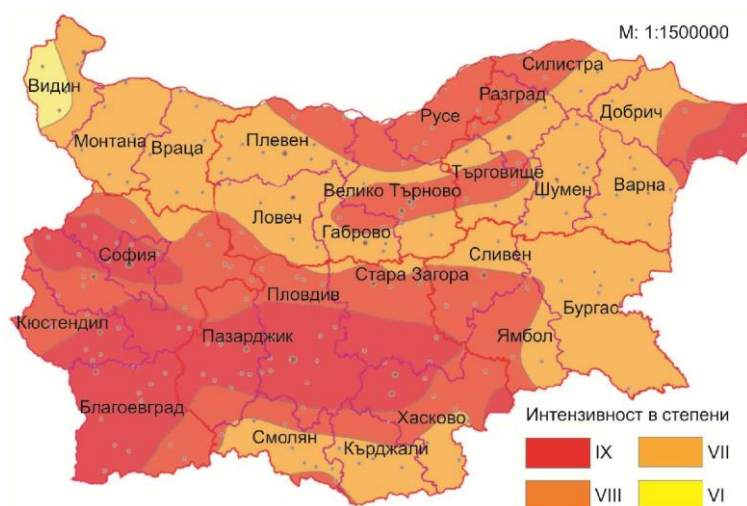 М: 1:1500000
Силистра
Видин
Разград
Русе
Добрич
Монтана
Враца
Плевен
Търговище
Велико Търново
Шумен
Варна
Ловеч
Габрово
София
Сливен
Стара Загора
Пловдив
Бургао
Кюстендил
Пазарджик
Ямбол
Благоевград
Хасково
Смолян
Кърджали
Интензивност в степени
IX
VII
VIII
VI